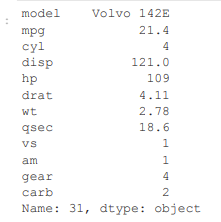 model    Volvo 142E
mpg            21.4
cyl               4
disp          121.0
hp              109
drat           4.11
wt             2.78
qsec           18.6
vs                1
am                1
gear              4
carb              2
Name: 31, dtype: object